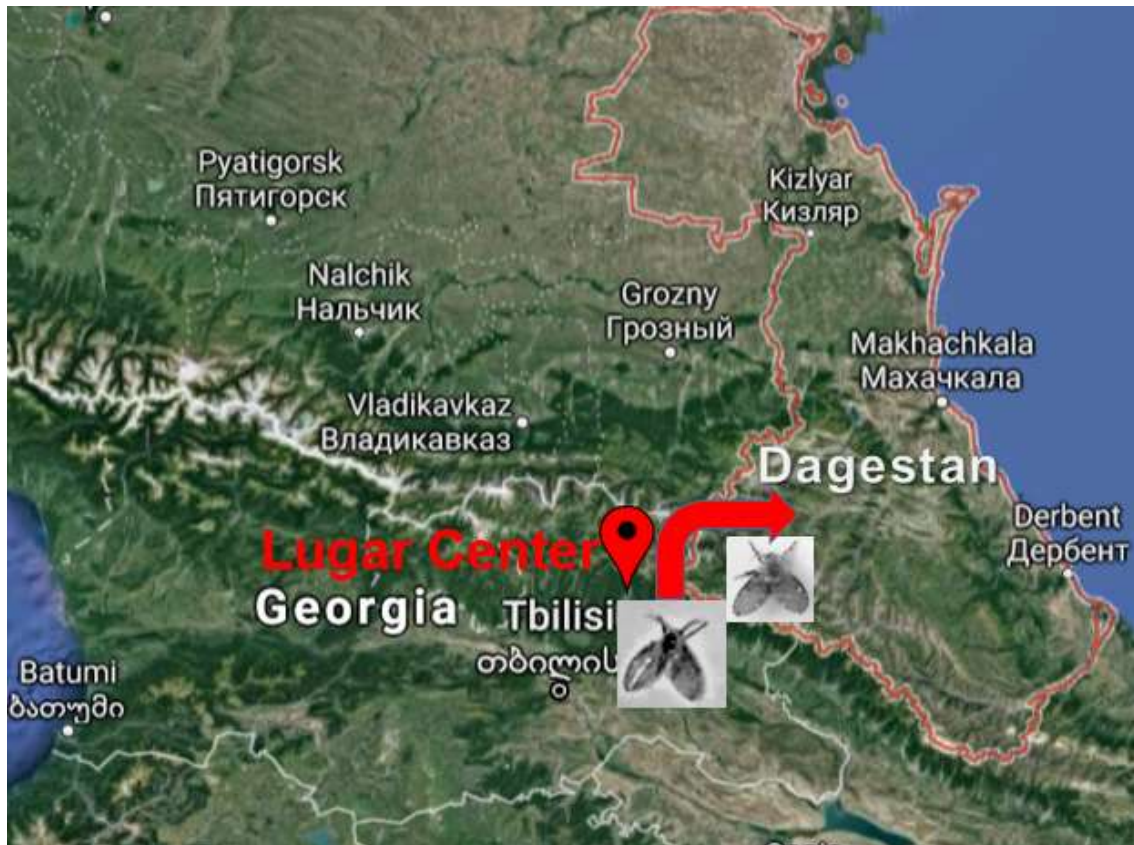 Pyatigorsk
Пятигорск
Kizlyar
Кизляр
Nalchik
Нальчик
Grozny
Грозный
Makhachkala
Махачкала
Vladikavkaz
Владикавказ
Dagestan
Derbent
Дербент
Lugar Center
Georgia
Tbilisi
Batumi
ბათუმი